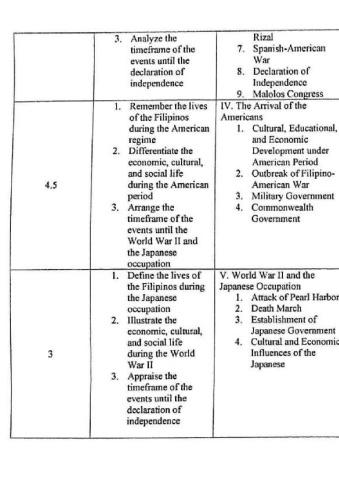 3. Analyze the
timeframe of the
events until the
declaration of
independence
Rizal
7. Spanish-American
War
8. Declaration of
Independence
9. Malolos Congress
4.5
1. Remember the lives
of the Filipinos
during the American
regime
2. Differentiate the
economic, cultural,
and social life
during the American
period
3. Arrange the
timeframe of the
events until the
World War II and
the Japanese
occupation
IV. The Arrival of the
Americans
1. Cultural, Educational,
and Economic
Development under
American Period
2. Outbreak of Filipino-
American War
3. Military Government
4. Commonwealth
Government
3
1. Define the lives of
the Filipinos during
the Japanese
occupation
2. Illustrate the
economic, cultural,
and social life
during the World
War II
3. Appraise the
timeframe of the
events until the
declaration of
independence
V. World War II and the
Japanese Occupation
1. Attack of Pearl Harbor
2. Death March
3. Establishment of
Japanese Government
4. Cultural and Economic
Influences of the
Japanese